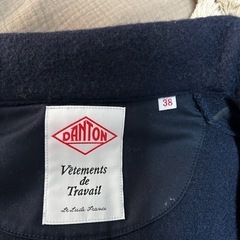 DANTON
38
Vêtements
de
Travail
Le Lude France